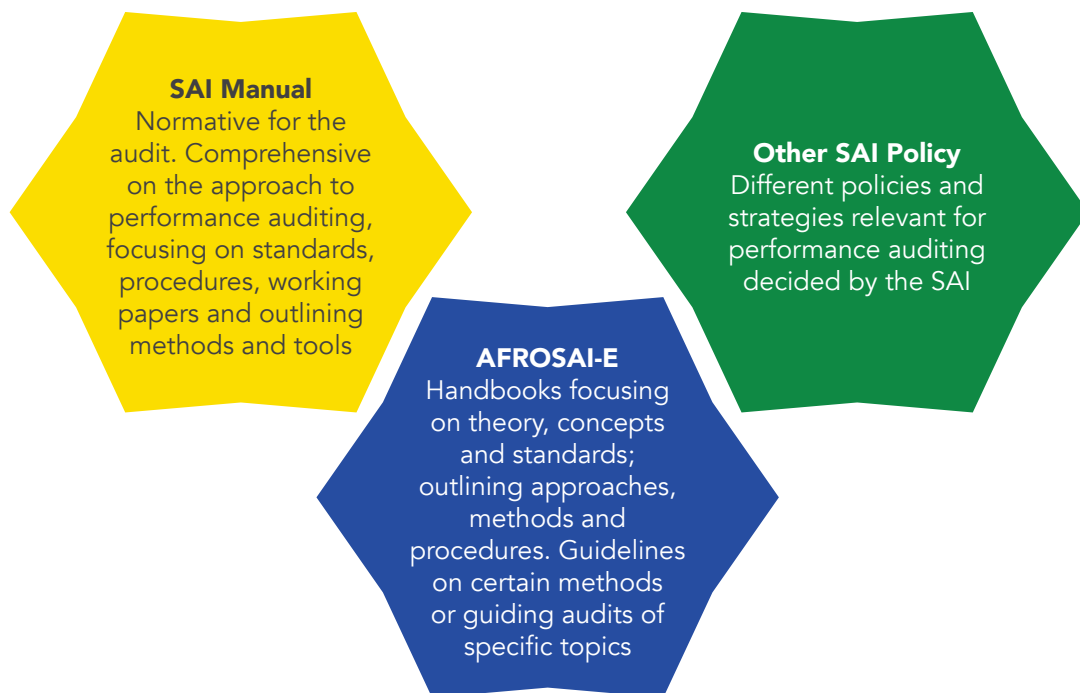 SAI Manual
Normative for the
audit. Comprehensive
on the approach to
performance auditing,
focusing on standards,
procedures, working
papers and outlining
methods and tools
Other SAI Policy
Different policies and
strategies relevant for
performance auditing
decided by the SAI
AFROSAI-E
Handbooks focusing
on theory, concepts
and standards;
outlining approaches,
methods and
procedures. Guidelines
on certain methods
or guiding audits of
specific topics